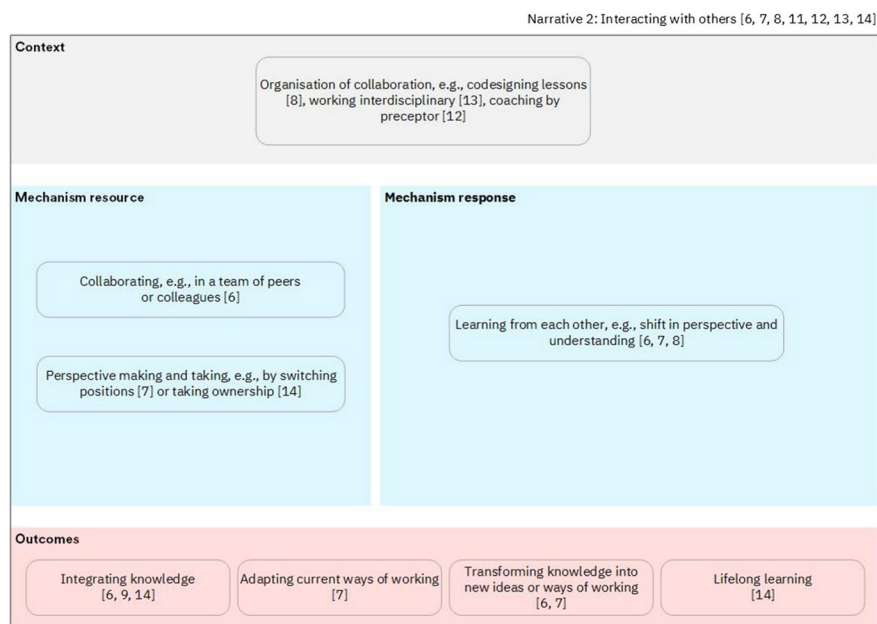 Narrative 2: Interacting with others [6, 7, 8, 11, 12, 13, 14]
Context
Organisation of collaboration, e.g., codesigning lessons
[8], working interdisciplinary [13], coaching by
preceptor [12]
Mechanism resource
Collaborating, e.g., in a team of peers
or colleagues [6]
Perspective making and taking, e.g., by switching
positions [7] or taking ownership [14]
Mechanism response
Learning from each other, e.g., shift in perspective and
understanding [6, 7, 8]
Outcomes
Integrating knowledge
[6, 9, 14]
Adapting current ways of working
[7]
Transforming knowledge into
new ideas or ways of working
[6, 7]
Lifelong learning
[14]